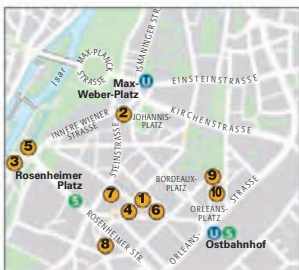 Isar
MAX-PLANCK
STRASSE
ISMANINGER STR.
Max-
Weber-Platz
U
EINSTEINSTRASSE
2
JOHANNIS-
PLATZ
KIRCHENSTRASSE
INNERE WIENER
STRASSE
STEINSTRASSE
5
3
Rosenheimer
Platz
S
BORDEAUX-
PLATZ
9
10
7
1
4
6
ORLEANS-
PLATZ
ROSENHEIMER STR.
8
ORLEANS-
STRASSE
U S
Ostbahnhof